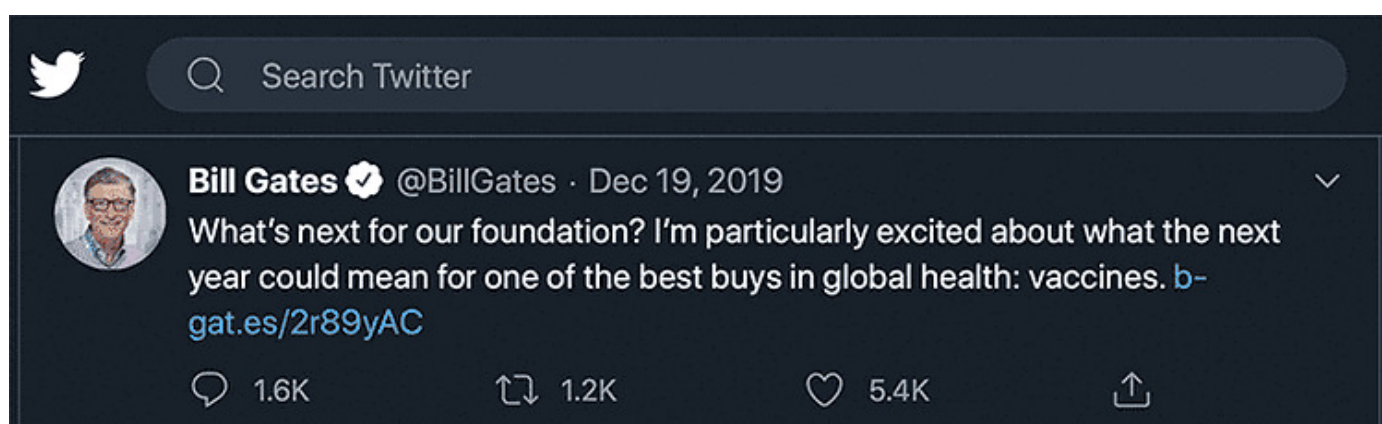 Search Twitter
Bill Gates @BillGates · Dec 19, 2019
What's next for our foundation? I'm particularly excited about what the next
year could mean for one of the best buys in global health: vaccines. b-
gat.es/2r89yAC
1.6K 1.2K 5.4K